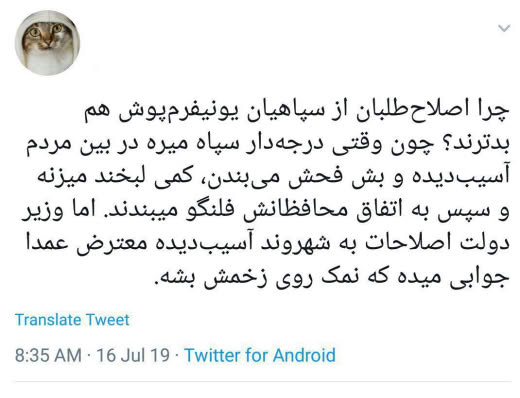 چرا اصلاح‌طلبان از سپاهیان یونیفرم‌پوش هم
بدترند؟ چون وقتی درجه‌دار سپاه میره در بین مردم
آسیب‌دیده و بش فحش می‌بندن، کمی لبخند میزنه
و سپس به اتفاق محافظانش فلنگو میبندند. اما وزیر
دولت اصلاحات به شهروند آسیب‌دیده معترض عمدا
جوابی میده که نمک روی زخمش بشه.
Translate Tweet
8:35 AM · 16 Jul 19 · Twitter for Android